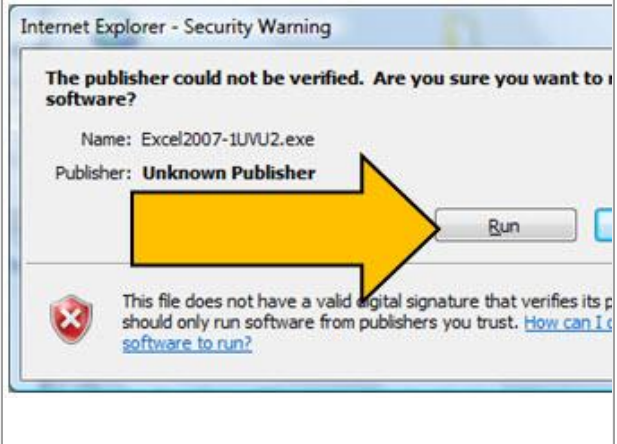 Internet Explorer - Security Warning
The publisher could not be verified. Are you sure you want to
software?
Name: Excel2007-1UVU2.exe
Publisher: Unknown Publisher
Run
This file does not have a valid digital signature that verifies its
should only run software from publishers you trust. How can I
software to run?